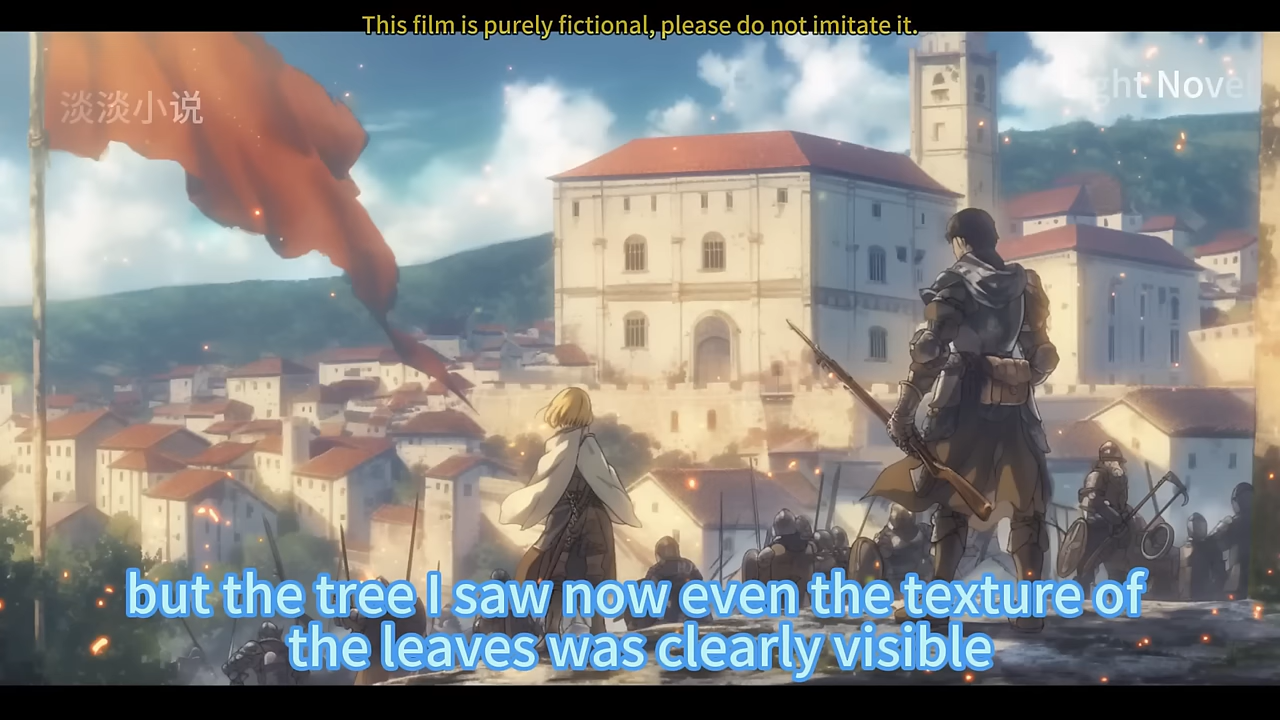 This film is purely fictional, please do not imitate it.
淡淡小说
ight Novel
but the tree I saw now even the texture of
the leaves was clearly visible